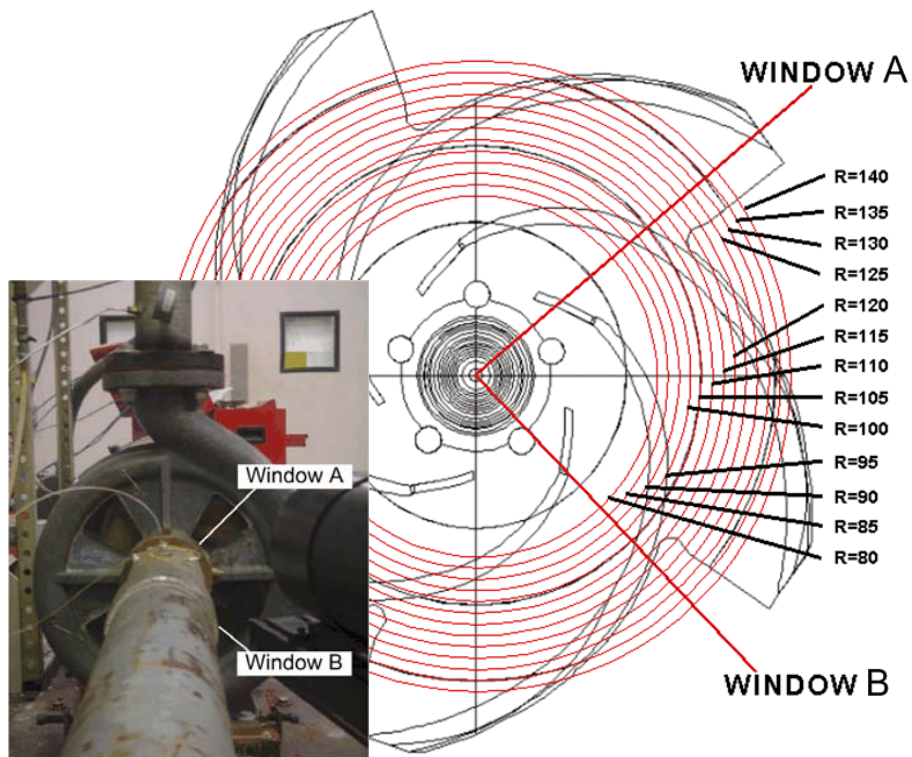 WINDOW A
R=140
R=135
R=130
R=125
R=120
R=115
R=110
R=105
R=100
R=95
R=90
R=85
R=80
Window A
Window B
WINDOW B